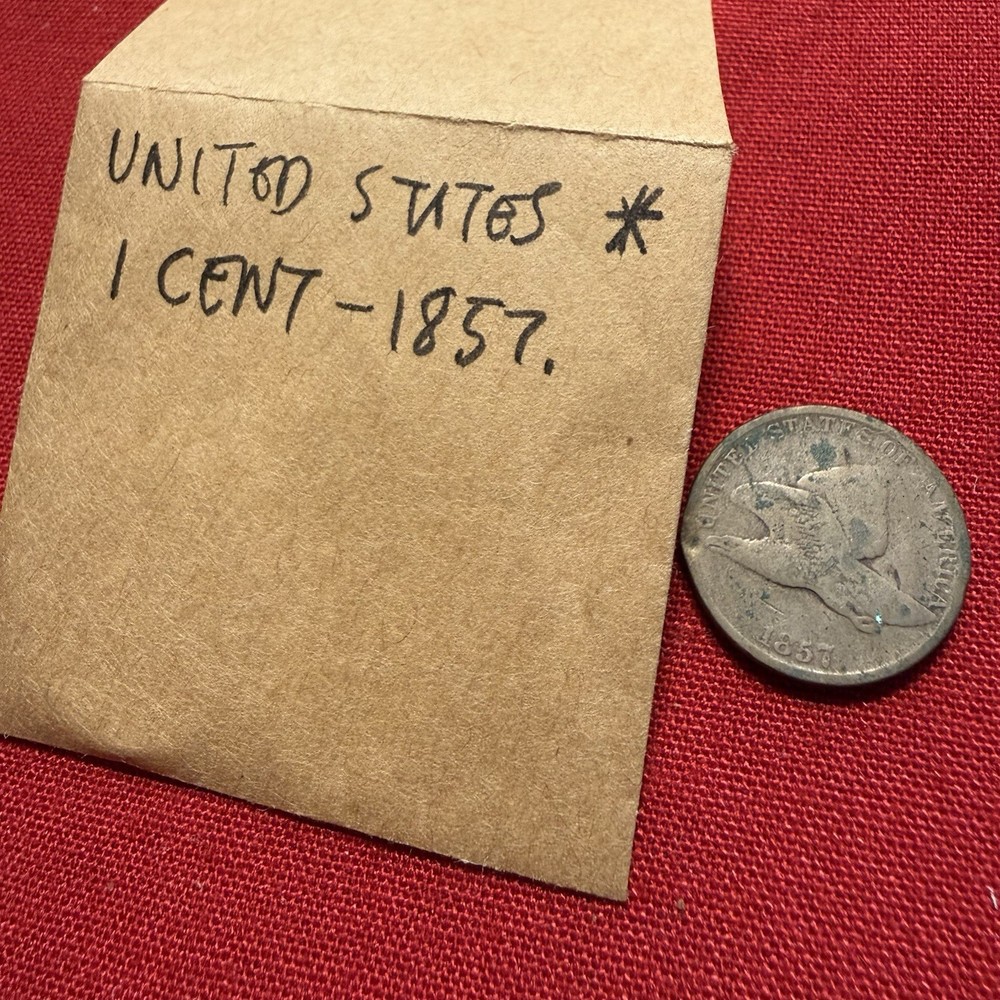 UNITED STATES *
1 CENT - 1857.
UNITED STATES OF AMERICA
1857